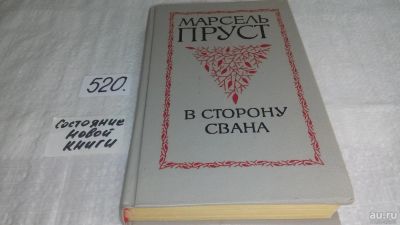 МАРСЕЛЬ
ПРУСТ
В СТОРОНУ
СВАНА
520.
Состояние
новой
книги
au.ru